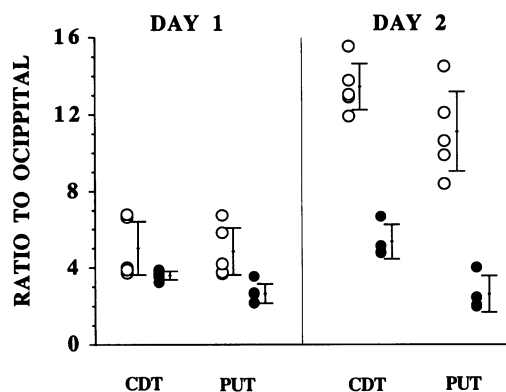 DAY 1 DAY 2
RATIO TO OCIPPITAL
16
12
8
4
0
CDT PUT CDT PUT